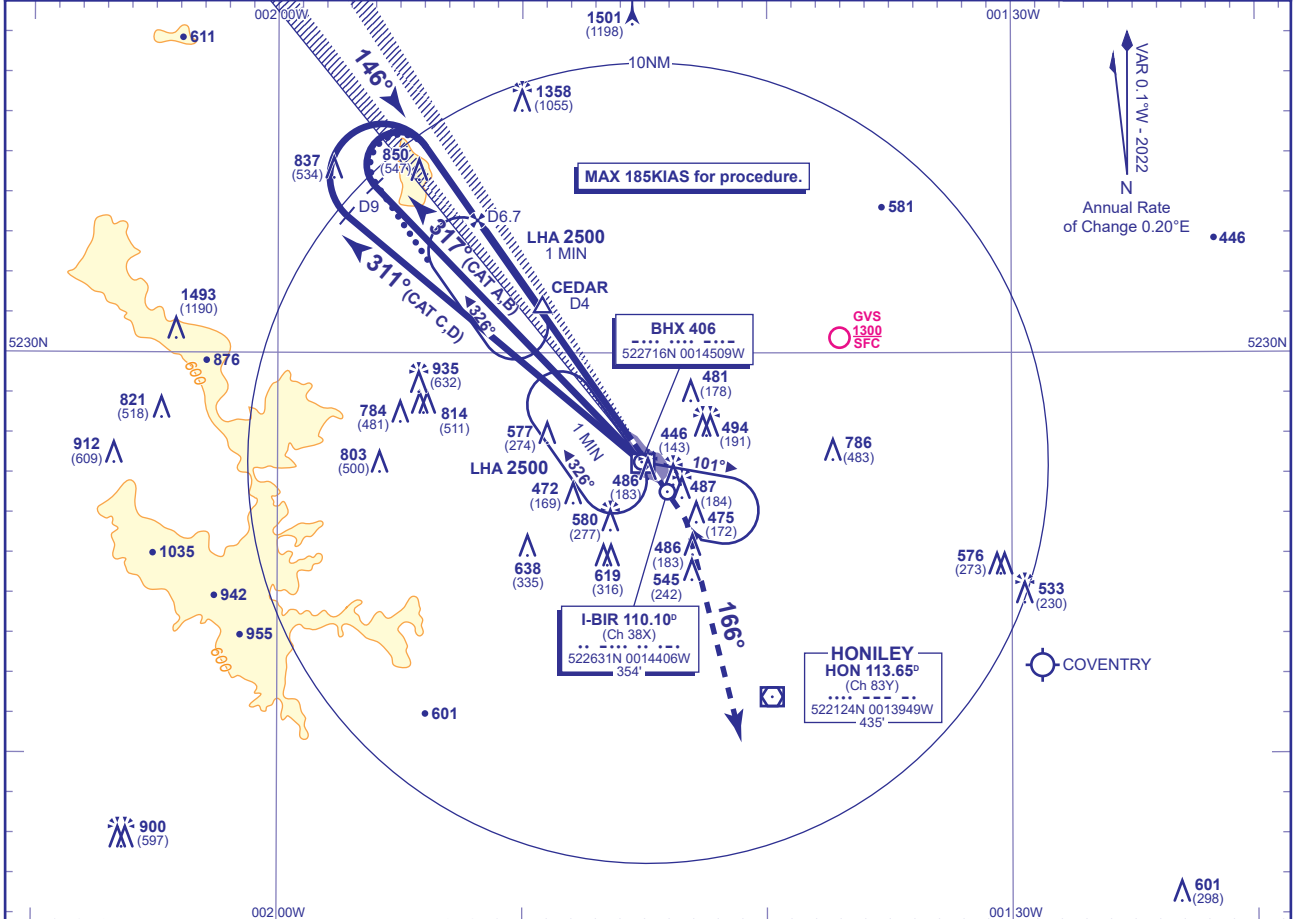 002°00'W
1501
(1198)
001°30'W
611
10NM
146°
1358
(1055)
VAR 0.1°W - 2022
N
Annual Rate
of Change 0.20°E
837
(534)
850
(547)
MAX 185KIAS for procedure.
D9
D6.7
581
446
317° (CAT A,B)
311° (CAT C,D)
LHA 2500
1 MIN
CEDAR
D4
326°
1493
(1190)
876
600
BHX 406
-... .... -..-
522716N 0014509W
GVS
1300
SFC
5230N
5230N
935
(632)
481
(178)
821
(518)
784
(481)
814
(511)
494
(191)
912
(609)
803
(500)
577
(274)
1 MIN
446
(143)
786
(483)
101°
LHA 2500
326°
486
(183)
487
(184)
472
(169)
475
(172)
580
(277)
1035
638
(335)
619
(316)
486
(183)
545
(242)
576
(273)
533
(230)
942
955
600
I-BIR 110.10ᴰ
(Ch 38X)
.. -... .. .-.
522631N 0014406W
354'
166°
HONILEY
HON 113.65ᴰ
(Ch 83Y)
.... --- -.
522124N 0013949W
435'
COVENTRY
601
900
(597)
601
(298)
002°00'W
001°30'W